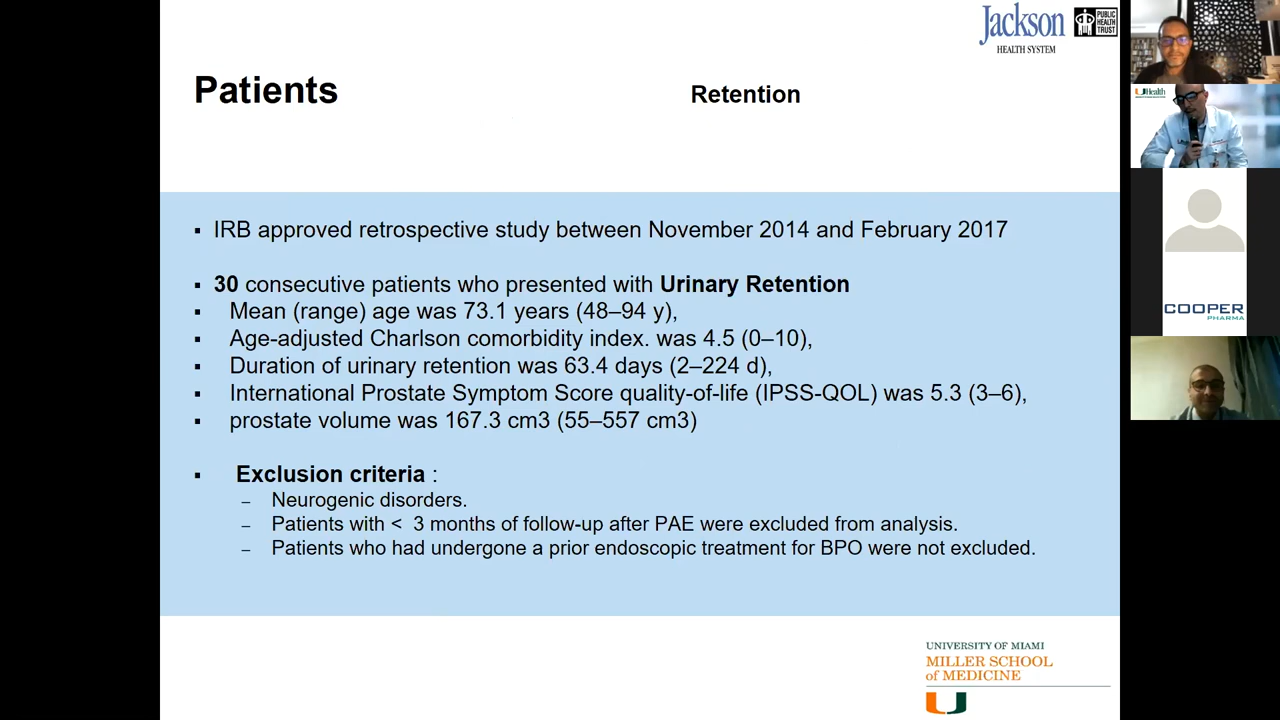 Jackson
HEALTH SYSTEM
PUBLIC
HEALTH
TRUST
Patients
Retention
▪ IRB approved retrospective study between November 2014 and February 2017
▪ 30 consecutive patients who presented with Urinary Retention
▪ Mean (range) age was 73.1 years (48–94 y),
▪ Age-adjusted Charlson comorbidity index. was 4.5 (0–10),
▪ Duration of urinary retention was 63.4 days (2–224 d),
▪ International Prostate Symptom Score quality-of-life (IPSS-QOL) was 5.3 (3–6),
▪ prostate volume was 167.3 cm3 (55–557 cm3)
▪ Exclusion criteria :
– Neurogenic disorders.
– Patients with < 3 months of follow-up after PAE were excluded from analysis.
– Patients who had undergone a prior endoscopic treatment for BPO were not excluded.
UNIVERSITY OF MIAMI
MILLER SCHOOL
of MEDICINE
UHealth
COOPER
PHARMA